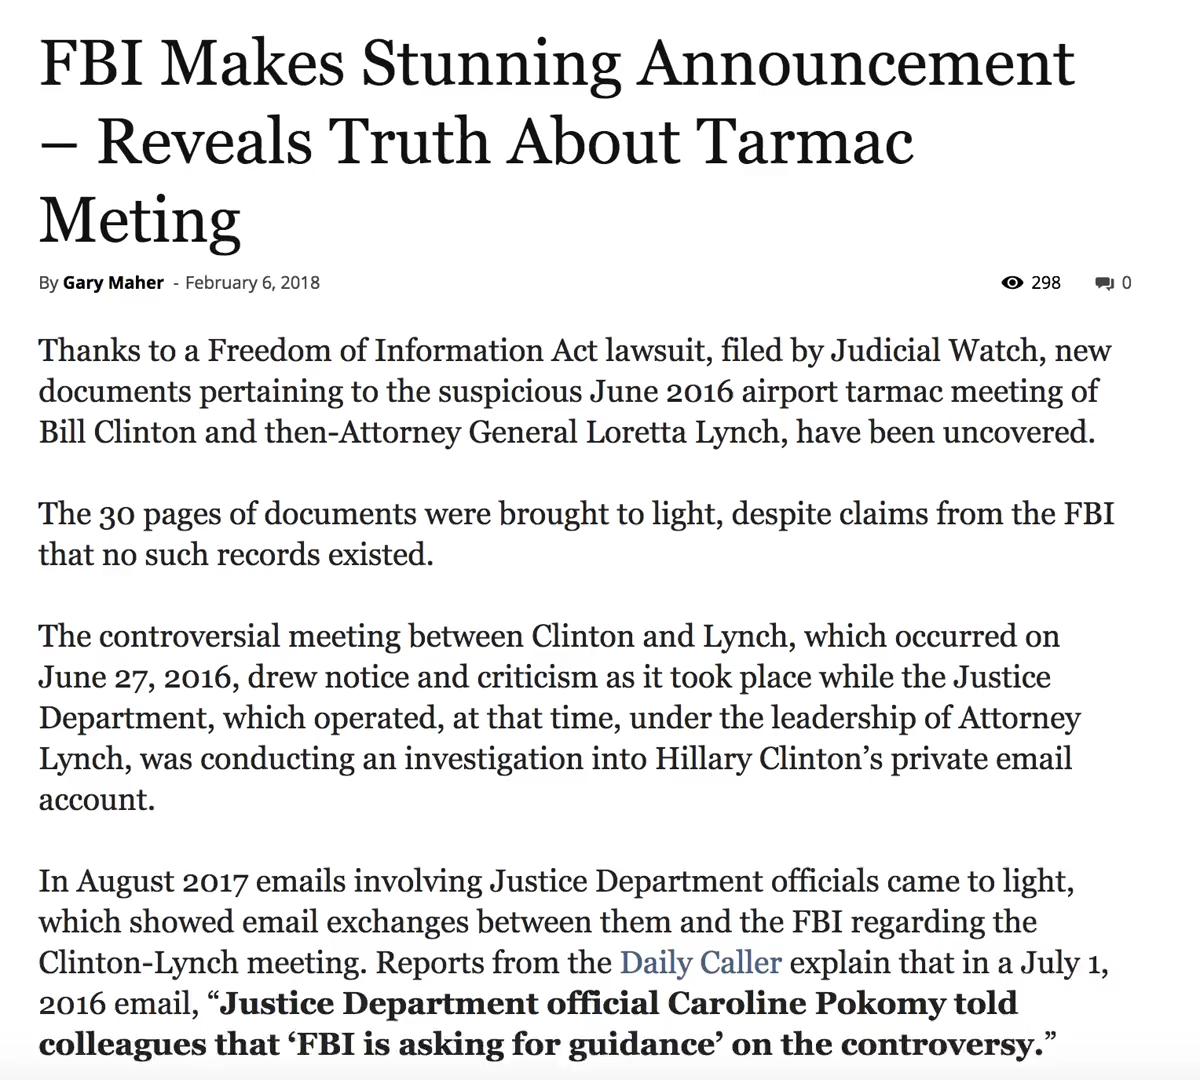 FBI Makes Stunning Announcement
– Reveals Truth About Tarmac
Meting
By Gary Maher - February 6, 2018 298 0
Thanks to a Freedom of Information Act lawsuit, filed by Judicial Watch, new
documents pertaining to the suspicious June 2016 airport tarmac meeting of
Bill Clinton and then-Attorney General Loretta Lynch, have been uncovered.
The 30 pages of documents were brought to light, despite claims from the FBI
that no such records existed.
The controversial meeting between Clinton and Lynch, which occurred on
June 27, 2016, drew notice and criticism as it took place while the Justice
Department, which operated, at that time, under the leadership of Attorney
Lynch, was conducting an investigation into Hillary Clinton’s private email
account.
In August 2017 emails involving Justice Department officials came to light,
which showed email exchanges between them and the FBI regarding the
Clinton-Lynch meeting. Reports from the Daily Caller explain that in a July 1,
2016 email, “Justice Department official Caroline Pokomy told
colleagues that ‘FBI is asking for guidance’ on the controversy.”